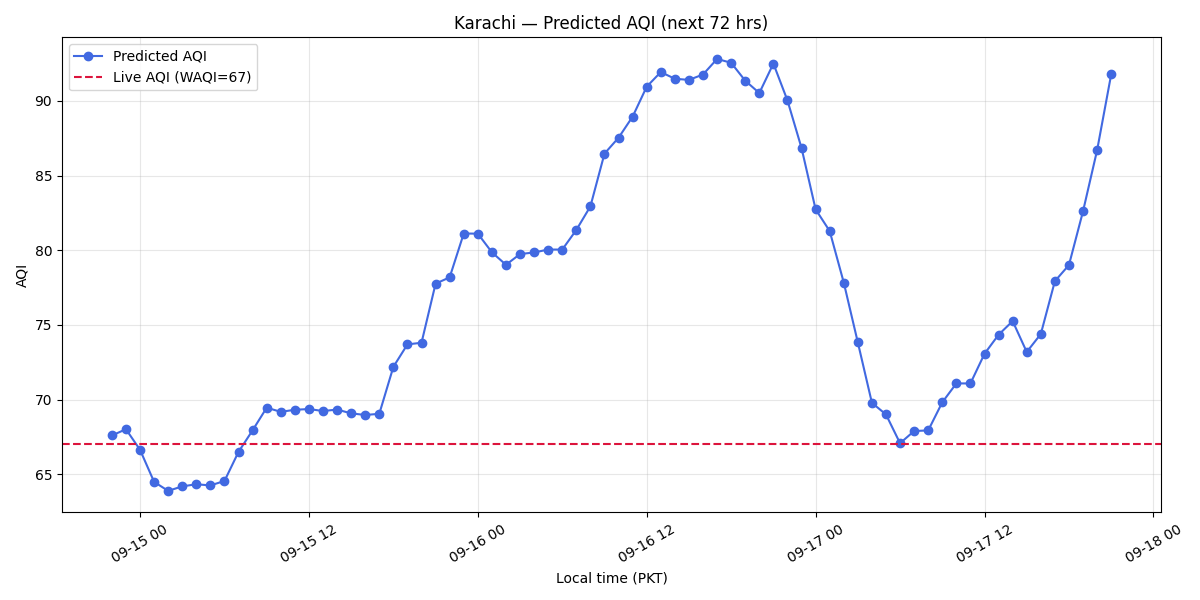 Karachi — Predicted AQI (next 72 hrs)
Predicted AQI
Live AQI (WAQI=67)
AQI
90
85
80
75
70
65
09-15 00
09-15 12
09-16 00
09-16 12
09-17 00
09-17 12
09-18 00
Local time (PKT)